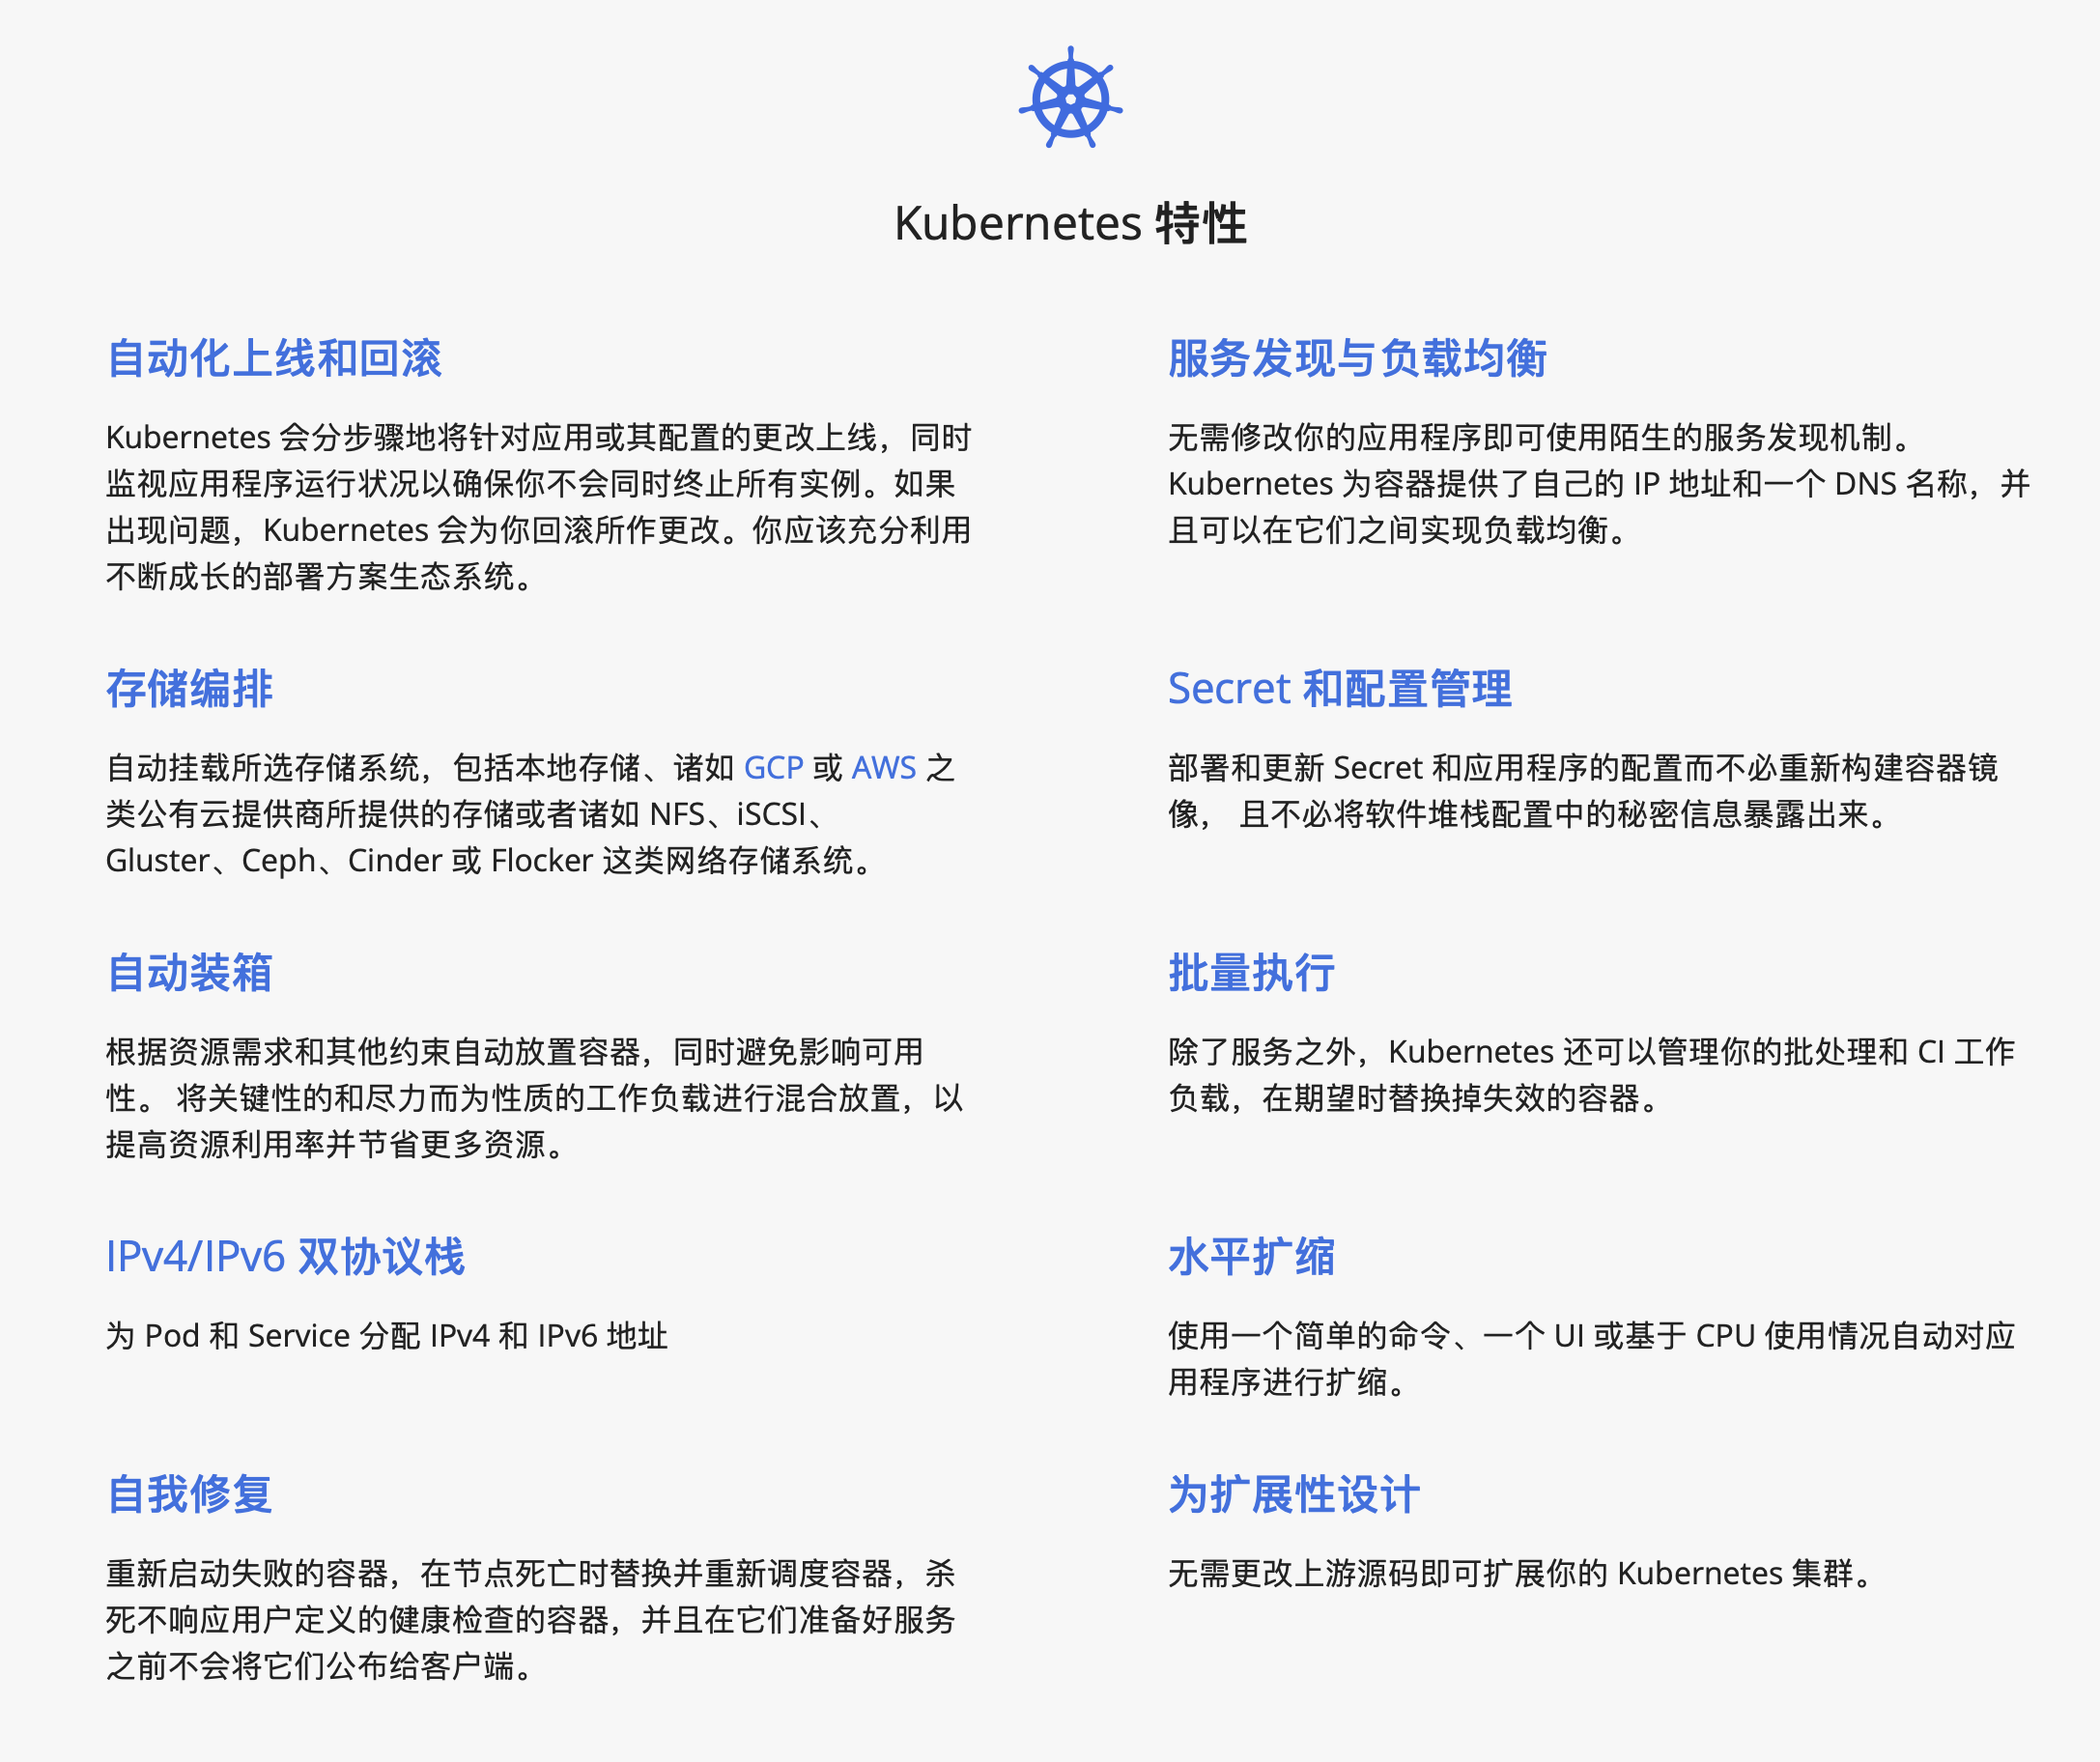 Kubernetes 特性
自动化上线和回滚
Kubernetes 会分步骤地将针对应用或其配置的更改上线，同时
监视应用程序运行状况以确保你不会同时终止所有实例。如果
出现问题，Kubernetes 会为你回滚所作更改。你应该充分利用
不断成长的部署方案生态系统。
服务发现与负载均衡
无需修改你的应用程序即可使用陌生的服务发现机制。
Kubernetes 为容器提供了自己的 IP 地址和一个 DNS 名称，并
且可以在它们之间实现负载均衡。
存储编排
自动挂载所选存储系统，包括本地存储、诸如 GCP 或 AWS 之
类公有云提供商所提供的存储或者诸如 NFS、iSCSI、
Gluster、Ceph、Cinder 或 Flocker 这类网络存储系统。
Secret 和配置管理
部署和更新 Secret 和应用程序的配置而不必重新构建容器镜
像， 且不必将软件堆栈配置中的秘密信息暴露出来。
自动装箱
根据资源需求和其他约束自动放置容器，同时避免影响可用
性。 将关键性的和尽力而为性质的工作负载进行混合放置，以
提高资源利用率并节省更多资源。
批量执行
除了服务之外，Kubernetes 还可以管理你的批处理和 CI 工作
负载，在期望时替换掉失效的容器。
IPv4/IPv6 双协议栈
为 Pod 和 Service 分配 IPv4 和 IPv6 地址
水平扩缩
使用一个简单的命令、一个 UI 或基于 CPU 使用情况自动对应
用程序进行扩缩。
自我修复
重新启动失败的容器，在节点死亡时替换并重新调度容器，杀
死不响应用户定义的健康检查的容器，并且在它们准备好服务
之前不会将它们公布给客户端。
为扩展性设计
无需更改上游源码即可扩展你的 Kubernetes 集群。